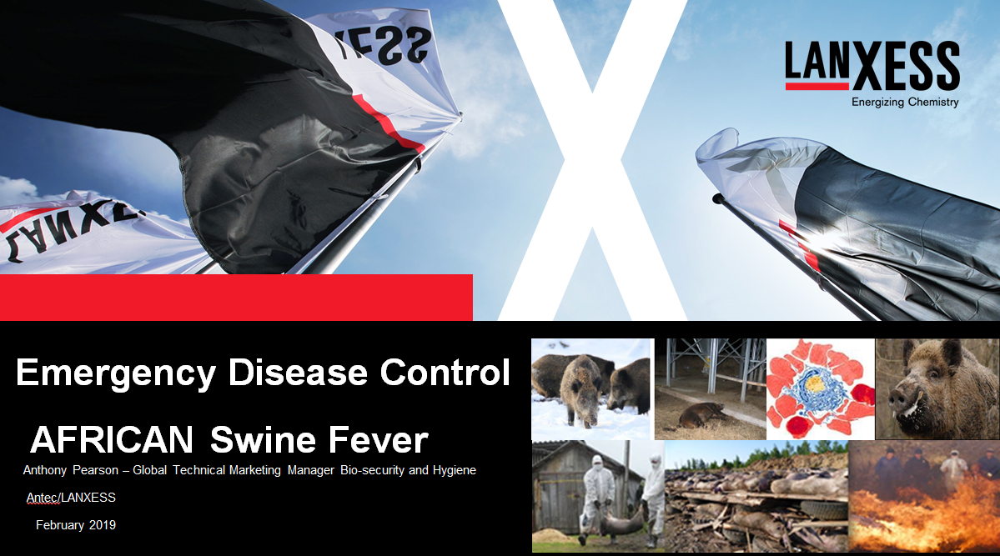 LANXESS
Energizing Chemistry
Emergency Disease Control
AFRICAN Swine Fever
Anthony Pearson – Global Technical Marketing Manager Bio-security and Hygiene
Antec/LANXESS
February 2019